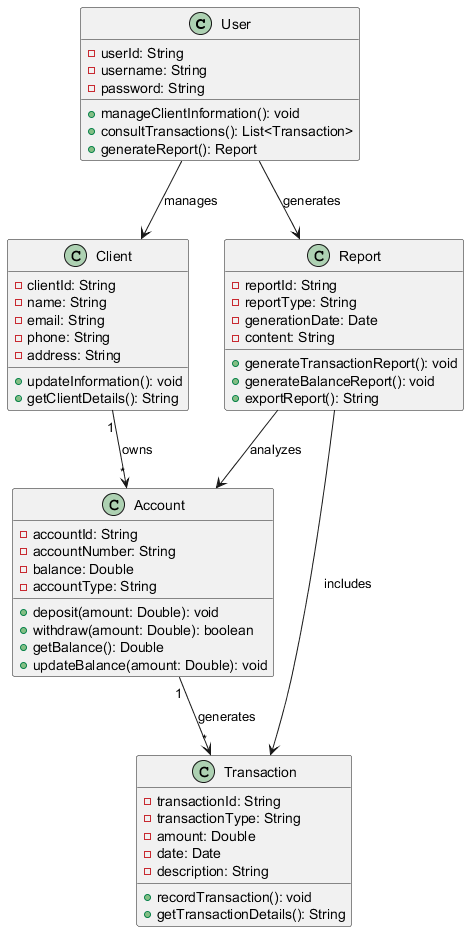 C User
userId: String
username: String
password: String
manageClientInformation(): void
consultTransactions(): List<Transaction>
generateReport(): Report
manages
generates
C Client
clientId: String
name: String
email: String
phone: String
address: String
updateInformation(): void
getClientDetails(): String
C Report
reportId: String
reportType: String
generationDate: Date
content: String
generateTransactionReport(): void
generateBalanceReport(): void
exportReport(): String
1
owns
*
analyzes
C Account
accountId: String
accountNumber: String
balance: Double
accountType: String
deposit(amount: Double): void
withdraw(amount: Double): boolean
getBalance(): Double
updateBalance(amount: Double): void
includes
1
generates
*
C Transaction
transactionId: String
transactionType: String
amount: Double
date: Date
description: String
recordTransaction(): void
getTransactionDetails(): String